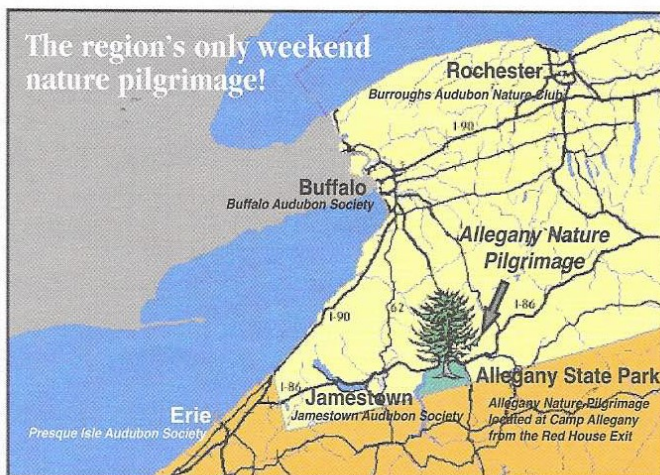 The region's only weekend
nature pilgrimage!
Rochester
Burroughs Audubon Nature Club
I-90
Buffalo
Buffalo Audubon Society
Allegany Nature
Pilgrimage
I-90
62
I-86
I-86
Jamestown
Jamestown Audubon Society
Allegany State Park
Allegany Nature Pilgrimage
located at Camp Allegany
from the Red House Exit
Erie
Presque Isle Audubon Society